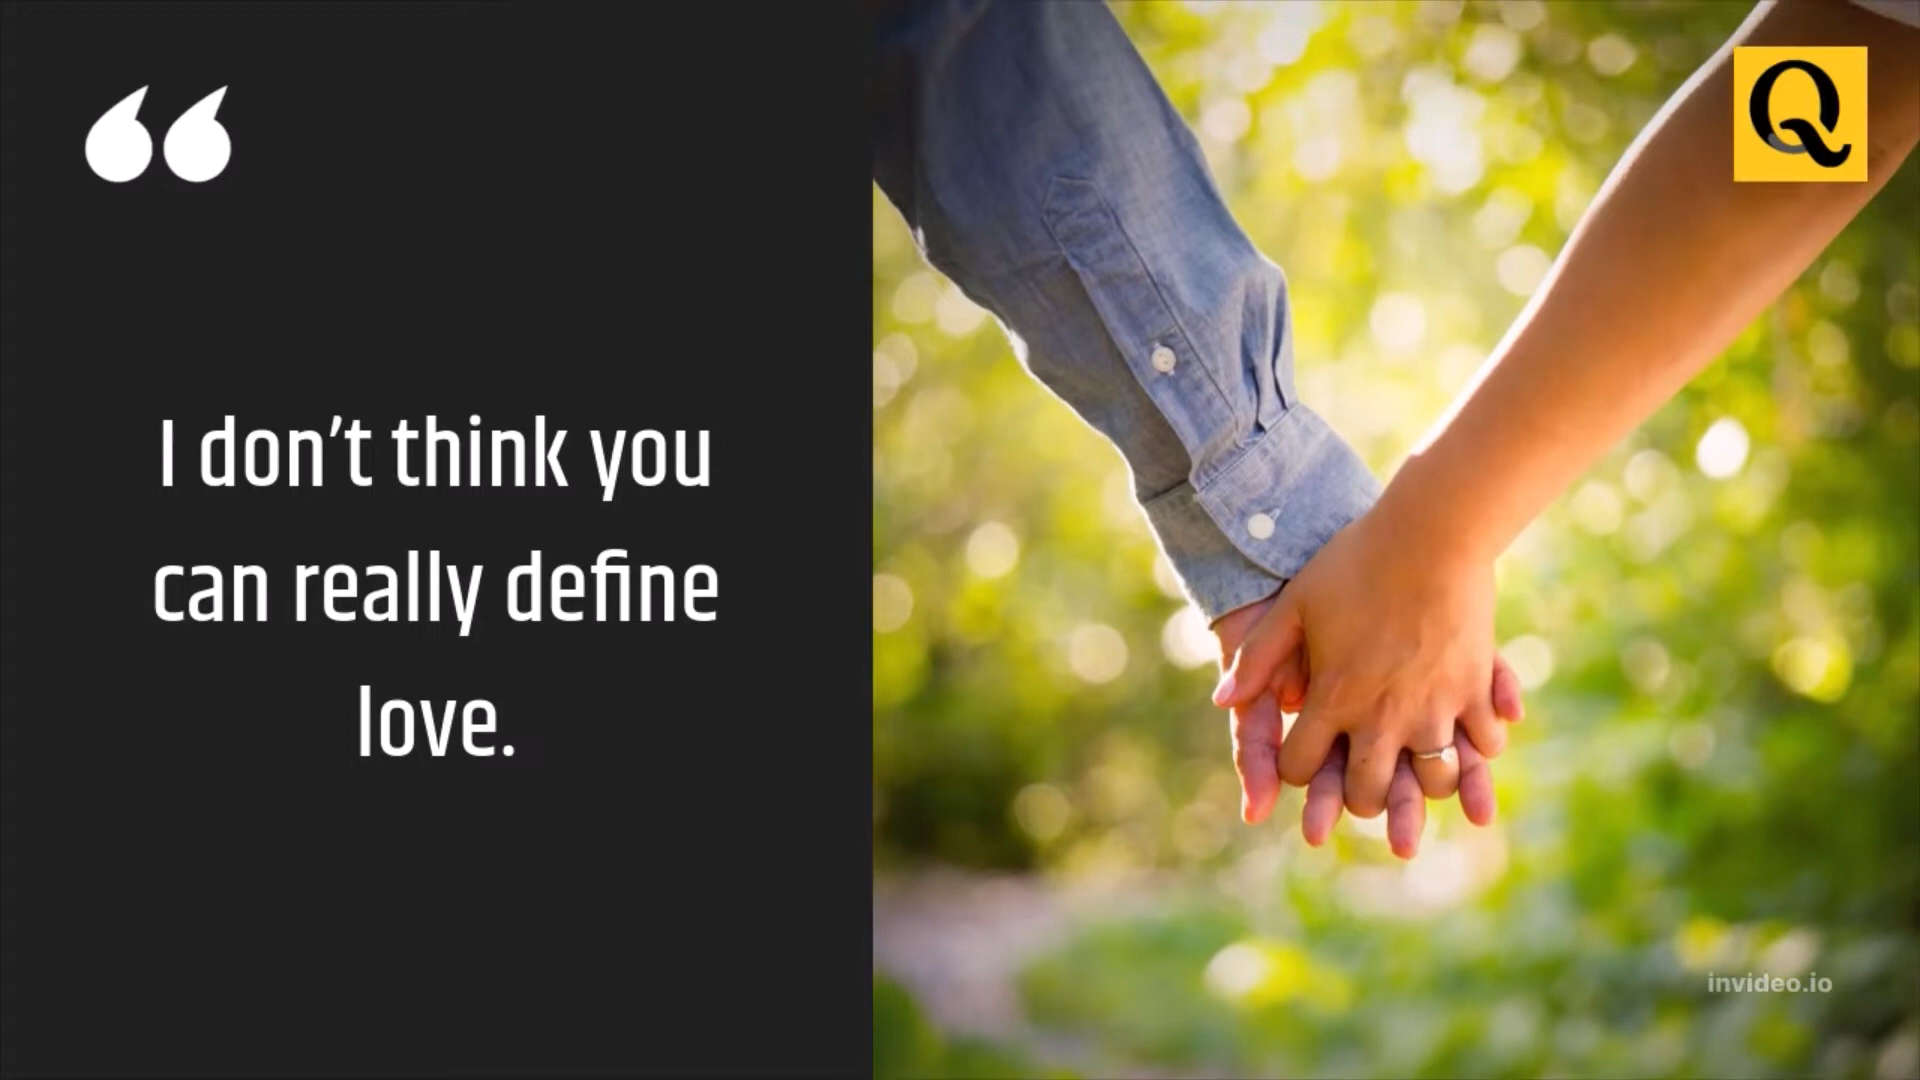 “
I don’t think you
can really define
love.
Q
invideo.io